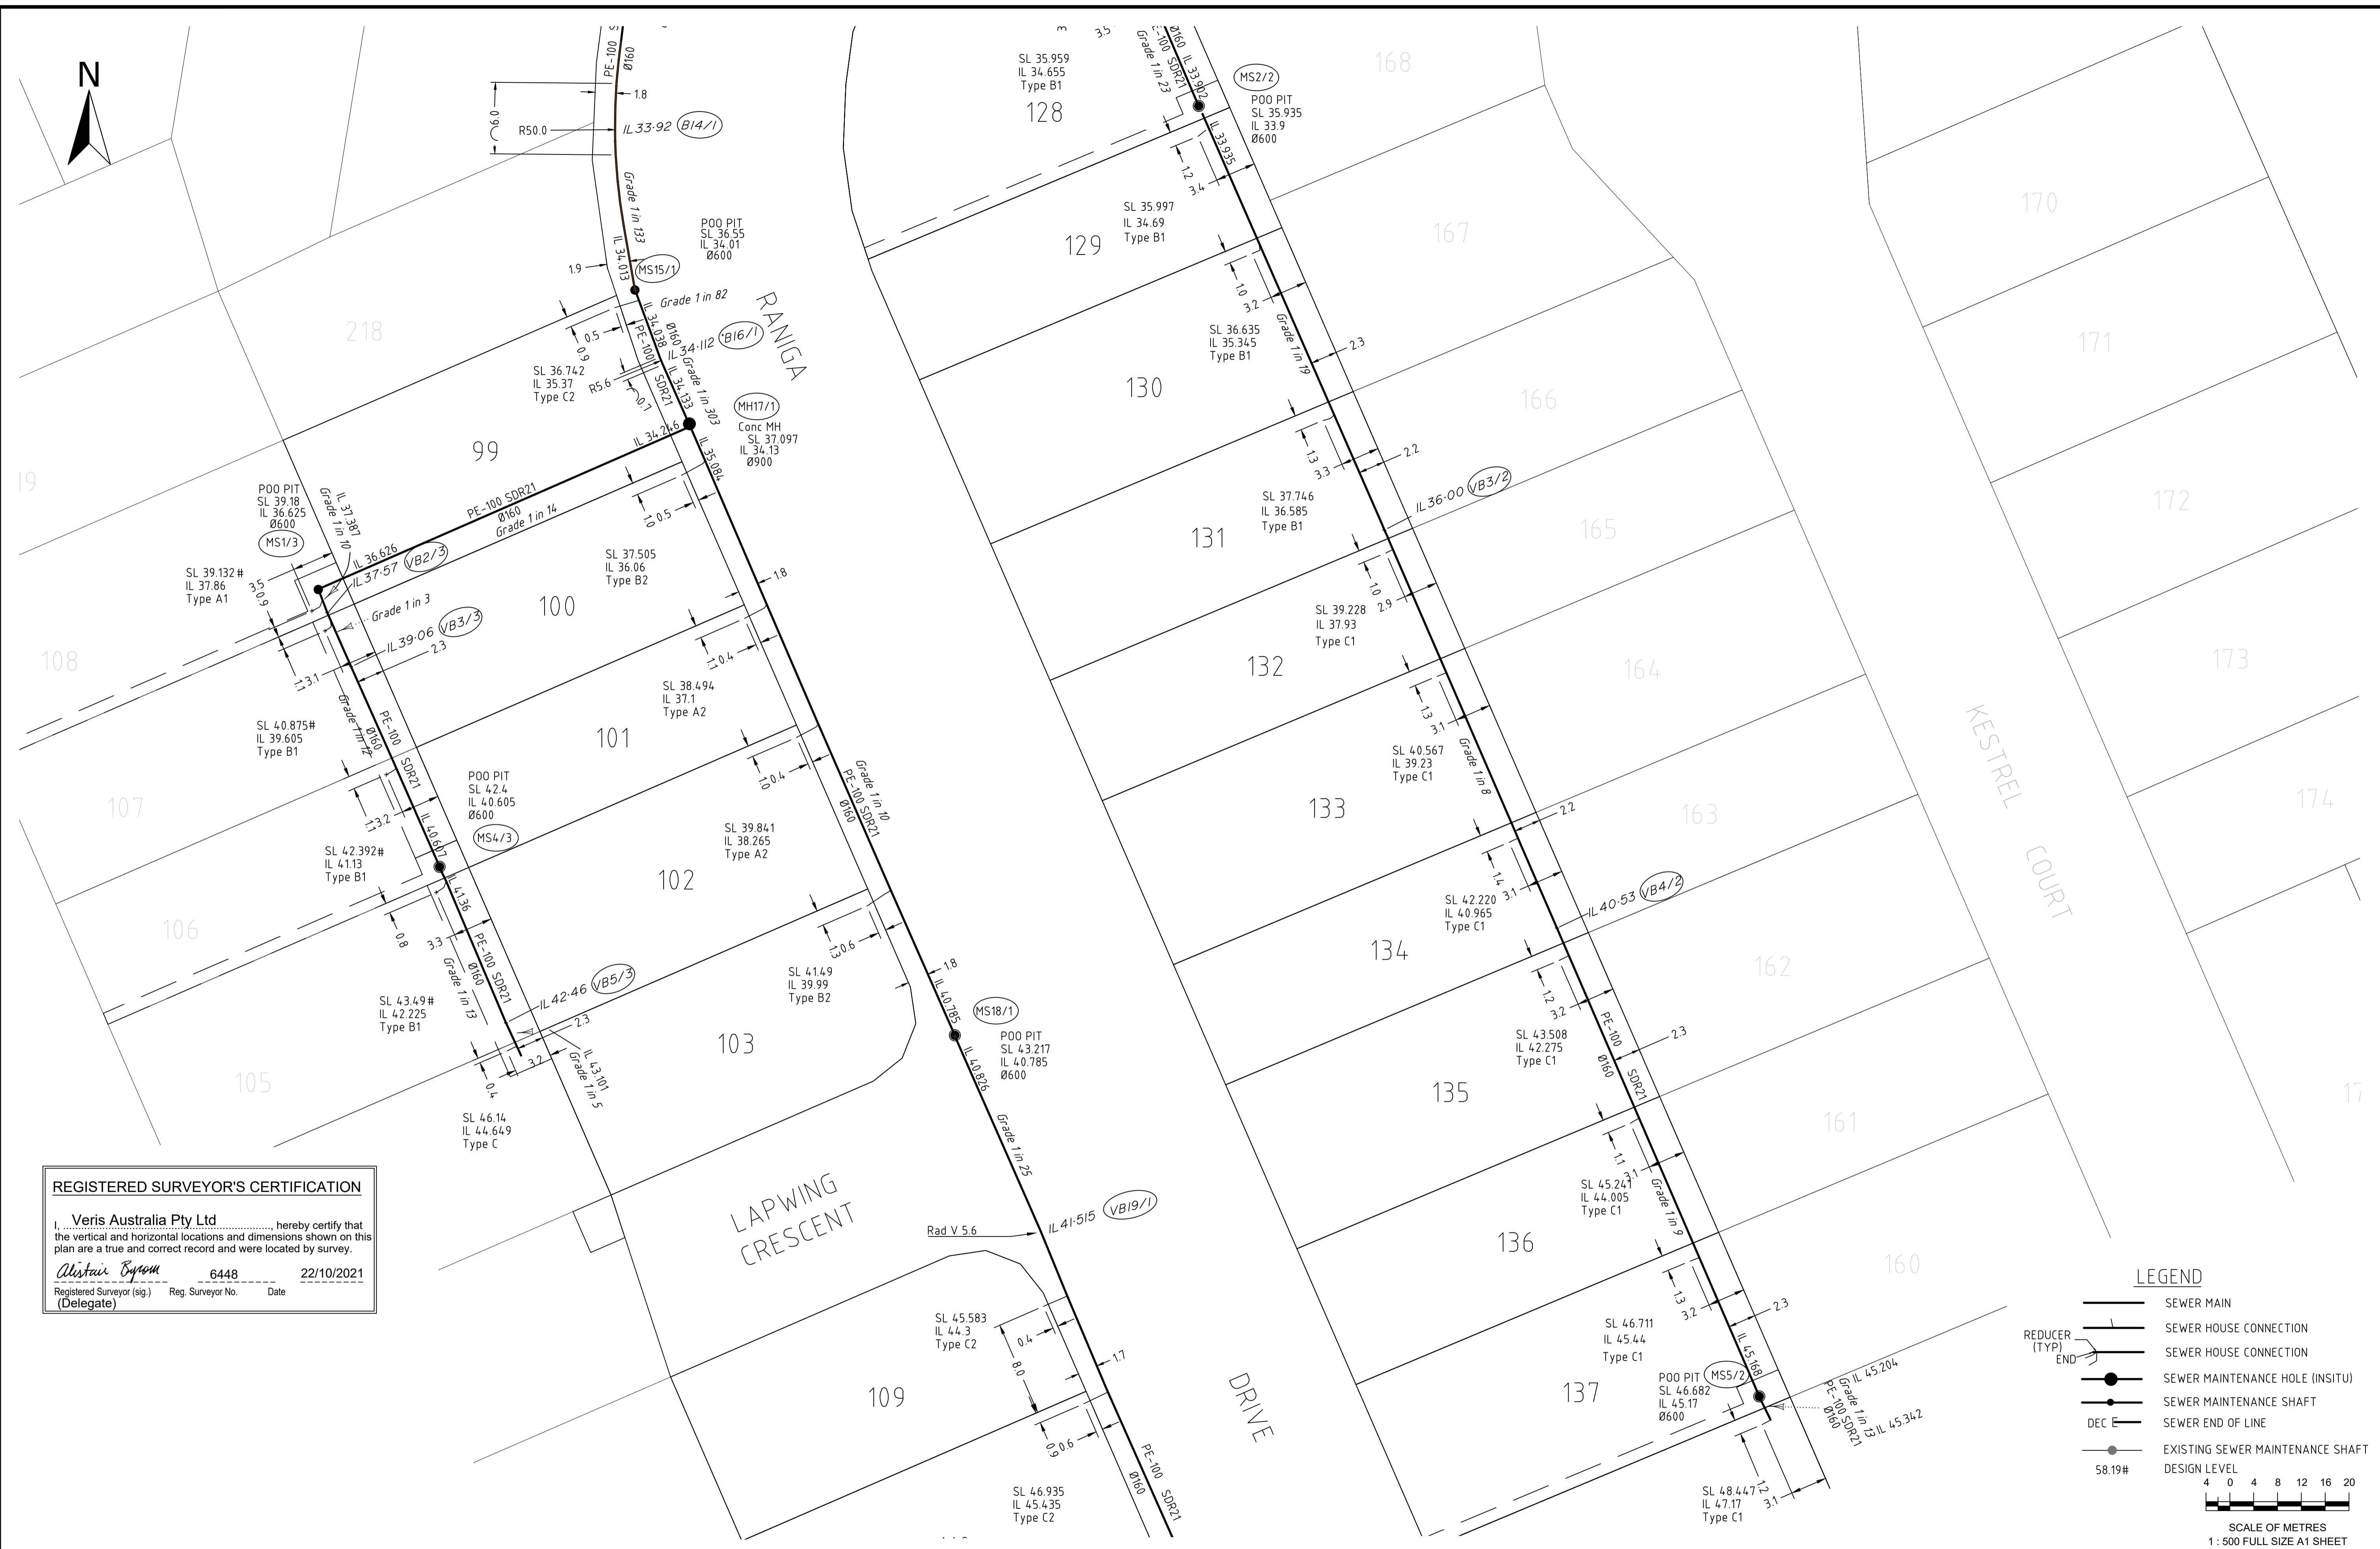 N
PE-100
Ø160
6.0
1.8
R50.0
IL 33·92 B14/1
Grade 1 in 133
IL 34.013
1.9
POO PIT
SL 36.55
IL 34.01
Ø600
MS15/1
Grade 1 in 82
IL 34.038
Ø160
PE-100
SDR21
IL 34·112 B16/1
0.5
0.9
R5.6
0.7
IL 34.133
Grade 1 in 303
SL 36.742
IL 35.37
Type C2
RANIGA
218
99
MH17/1
Conc MH
SL 37.097
IL 34.13
Ø900
IL 34.246
IL 35.084
PE-100 SDR21
Ø160
Grade 1 in 14
POO PIT
SL 39.18
IL 36.625
Ø600
MS1/3
IL 37.387
Grade 1 in 10
IL 36.626
IL 37·57 VB2/3
SL 39.132#
IL 37.86
Type A1
3.5
0.9
Grade 1 in 3
IL 39·06 VB3/3
2.3
1.1
3.1
1.0
0.5
SL 37.505
IL 36.06
Type B2
1.8
100
108
19
Grade 1 in 12
PE-100
Ø160
SDR21
SL 40.875#
IL 39.605
Type B1
1.1
0.4
SL 38.494
IL 37.1
Type A2
101
107
1.1
3.2
POO PIT
SL 42.4
IL 40.605
Ø600
MS4/3
IL 40.607
1.0
0.4
SL 39.841
IL 38.265
Type A2
Grade 1 in 10
PE-100 SDR21
Ø160
SL 42.392#
IL 41.13
Type B1
IL 41.36
102
106
0.8
3.3
PE-100 SDR21
Ø160
Grade 1 in 13
1.3
0.6
SL 41.49
IL 39.99
Type B2
SL 43.49#
IL 42.225
Type B1
IL 42·46 VB5/3
2.3
3.2
IL 43.101
Grade 1 in 5
0.4
SL 46.14
IL 44.649
Type C
103
105
1.8
IL 40.785
MS18/1
POO PIT
SL 43.217
IL 40.785
Ø600
IL 40.826
Grade 1 in 25
LAPWING
CRESCENT
Rad V 5.6
IL 41·515 VB19/1
SL 45.583
IL 44.3
Type C2
0.4
8.0
1.7
109
0.9
0.6
SL 46.935
IL 45.435
Type C2
PE-100
SDR21
Ø160
DRIVE
3.5
SL 35.959
IL 34.655
Type B1
128
Grade 1 in 23
SDR21
Ø160
IL 33.902
MS2/2
POO PIT
SL 35.935
IL 33.9
Ø600
IL 33.935
1.2
3.4
168
SL 35.997
IL 34.69
Type B1
129
1.0
3.2
167
170
SL 36.635
IL 35.345
Type B1
Grade 1 in 19
2.3
130
1.3
3.3
2.2
166
171
SL 37.746
IL 36.585
Type B1
IL 36·00 VB3/2
131
1.0
2.9
165
172
SL 39.228
IL 37.93
Type C1
132
1.3
3.1
164
173
SL 40.567
IL 39.23
Type C1
Grade 1 in 8
133
2.2
1.4
3.1
163
174
KESTREL
COURT
SL 42.220
IL 40.965
Type C1
IL 40·53 VB4/2
134
1.2
3.2
162
SL 43.508
IL 42.275
Type C1
PE-100
SDR21
Ø160
2.3
135
1.1
3.1
161
17
SL 45.241
IL 44.005
Type C1
Grade 1 in 9
136
1.3
3.2
2.3
160
SL 46.711
IL 45.44
Type C1
IL 45.168
137
POO PIT
SL 46.682
IL 45.17
Ø600
MS5/2
IL 45.204
Grade 1 in 13
PE-100 SDR21
Ø160
IL 45.342
1.2
3.1
SL 48.447
IL 47.17
Type C1
REGISTERED SURVEYOR'S CERTIFICATION
I, Veris Australia Pty Ltd, hereby certify that
the vertical and horizontal locations and dimensions shown on this
plan are a true and correct record and were located by survey.
Alistair Byrom 6448 22/10/2021
Registered Surveyor (sig.) Reg. Surveyor No. Date
(Delegate)
LEGEND
SEWER MAIN
SEWER HOUSE CONNECTION
REDUCER
(TYP)
END
SEWER HOUSE CONNECTION
SEWER MAINTENANCE HOLE (INSITU)
SEWER MAINTENANCE SHAFT
DEC E SEWER END OF LINE
EXISTING SEWER MAINTENANCE SHAFT
58.19# DESIGN LEVEL
4 0 4 8 12 16 20
SCALE OF METRES
1 : 500 FULL SIZE A1 SHEET